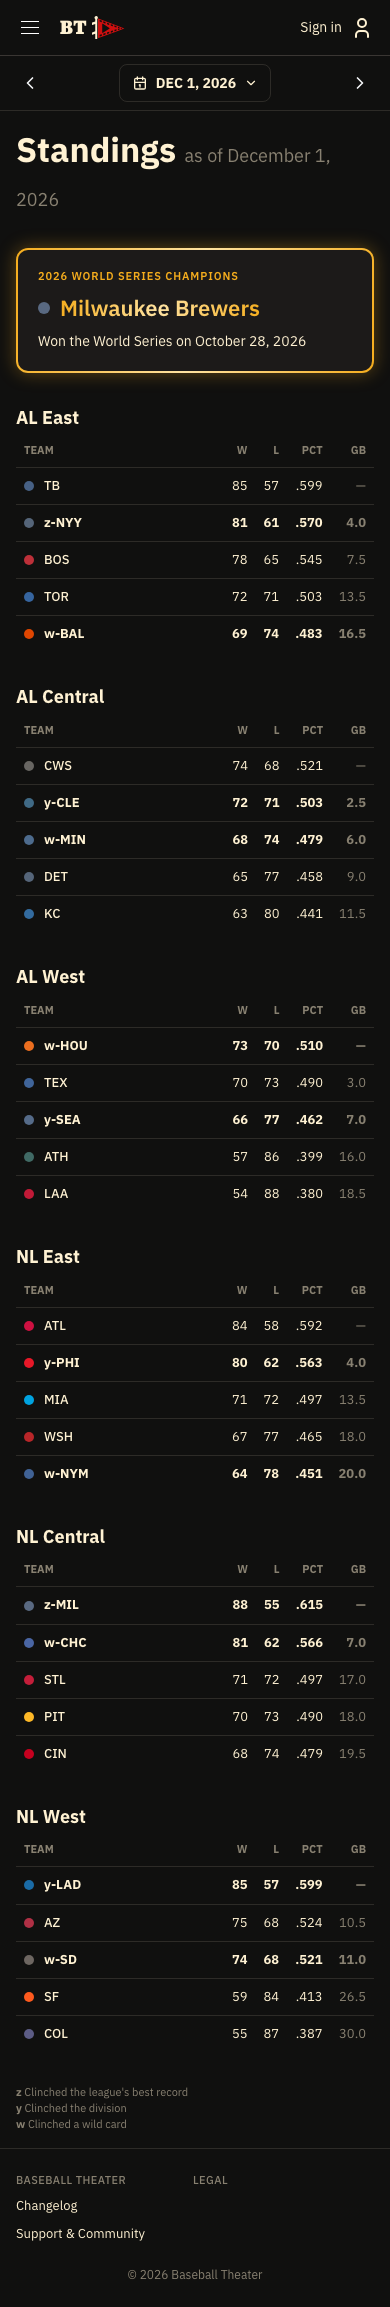 BT
Sign in
DEC 1, 2026
Standings as of December 1,
2026
2026 WORLD SERIES CHAMPIONS
Milwaukee Brewers
Won the World Series on October 28, 2026
AL East
TEAM W L PCT GB
TB 85 57 .599 —
z-NYY 81 61 .570 4.0
BOS 78 65 .545 7.5
TOR 72 71 .503 13.5
w-BAL 69 74 .483 16.5
AL Central
TEAM W L PCT GB
CWS 74 68 .521 —
y-CLE 72 71 .503 2.5
w-MIN 68 74 .479 6.0
DET 65 77 .458 9.0
KC 63 80 .441 11.5
AL West
TEAM W L PCT GB
w-HOU 73 70 .510 —
TEX 70 73 .490 3.0
y-SEA 66 77 .462 7.0
ATH 57 86 .399 16.0
LAA 54 88 .380 18.5
NL East
TEAM W L PCT GB
ATL 84 58 .592 —
y-PHI 80 62 .563 4.0
MIA 71 72 .497 13.5
WSH 67 77 .465 18.0
w-NYM 64 78 .451 20.0
NL Central
TEAM W L PCT GB
z-MIL 88 55 .615 —
w-CHC 81 62 .566 7.0
STL 71 72 .497 17.0
PIT 70 73 .490 18.0
CIN 68 74 .479 19.5
NL West
TEAM W L PCT GB
y-LAD 85 57 .599 —
AZ 75 68 .524 10.5
w-SD 74 68 .521 11.0
SF 59 84 .413 26.5
COL 55 87 .387 30.0
z Clinched the league's best record
y Clinched the division
w Clinched a wild card
BASEBALL THEATER LEGAL
Changelog
Support & Community
© 2026 Baseball Theater